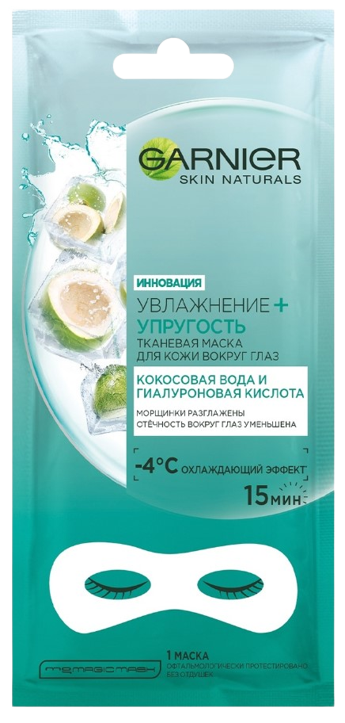 GARNIER
SKIN NATURALS
ИННОВАЦИЯ
УВЛАЖНЕНИЕ +
УПРУГОСТЬ
ТКАНЕВАЯ МАСКА
ДЛЯ КОЖИ ВОКРУГ ГЛАЗ
КОКОСОВАЯ ВОДА И
ГИАЛУРОНОВАЯ КИСЛОТА
МОРЩИНКИ РАЗГЛАЖЕНЫ
ОТЁЧНОСТЬ ВОКРУГ ГЛАЗ УМЕНЬШЕНА
-4°C ОХЛАЖДАЮЩИЙ ЭФФЕКТ
15 МИН
1 МАСКА
ОФТАЛЬМОЛОГИЧЕСКИ ПРОТЕСТИРОВАНО
БЕЗ ОТДУШЕК